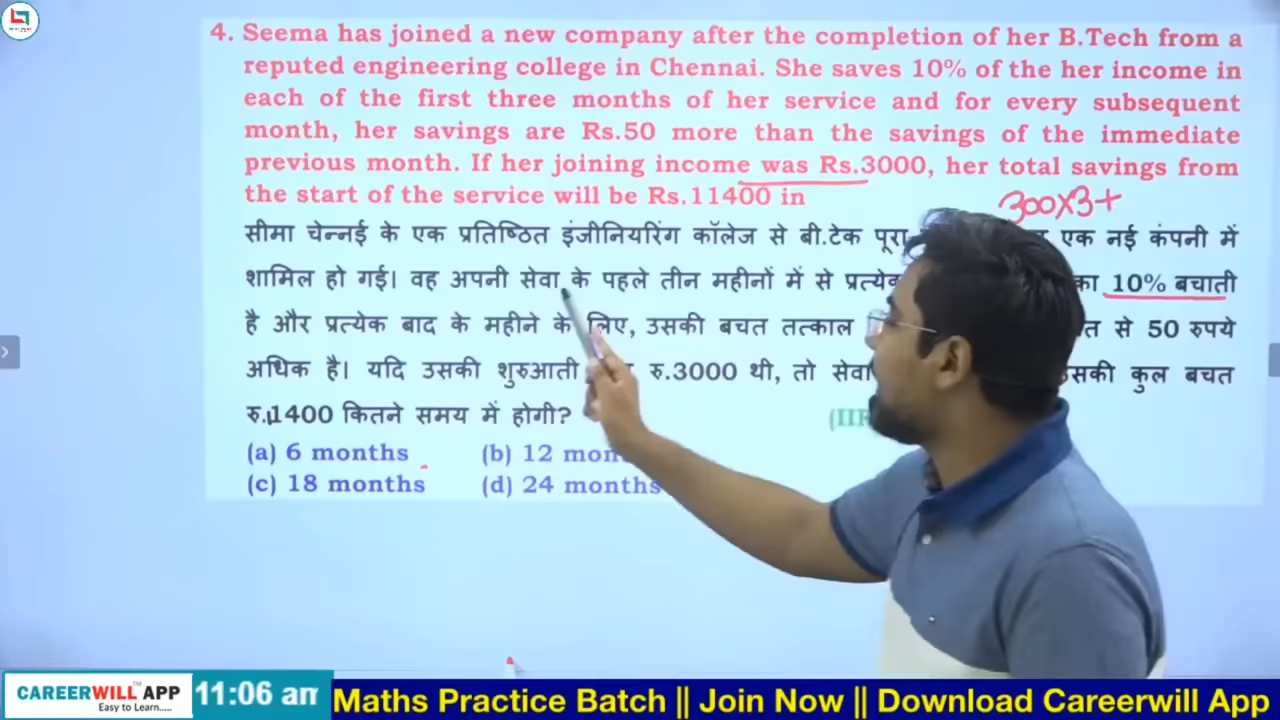 4. Seema has joined a new company after the completion of her B.Tech from a
reputed engineering college in Chennai. She saves 10% of the her income in
each of the first three months of her service and for every subsequent
month, her savings are Rs.50 more than the savings of the immediate
previous month. If her joining income was Rs.3000, her total savings from
the start of the service will be Rs.11400 in
300×3+
सीमा चेन्नई के एक प्रतिष्ठित इंजीनियरिंग कॉलेज से बी.टेक पूरा एक नई कंपनी में
शामिल हो गई। वह अपनी सेवा के पहले तीन महीनों में से का 10% बचाती
है और प्रत्येक बाद के महीने के लिए, उसकी बचत तत्काल से 50 रुपये
अधिक है। यदि उसकी शुरुआती रु.3000 थी, तो उसकी कुल बचत
रु.11400 कितने समय में होगी?
(a) 6 months (b) 12
(c) 18 months (d) 24 months
CAREERWILL APP
Easy to Learn.....
11:06 am
Maths Practice Batch || Join Now || Download Careerwill App